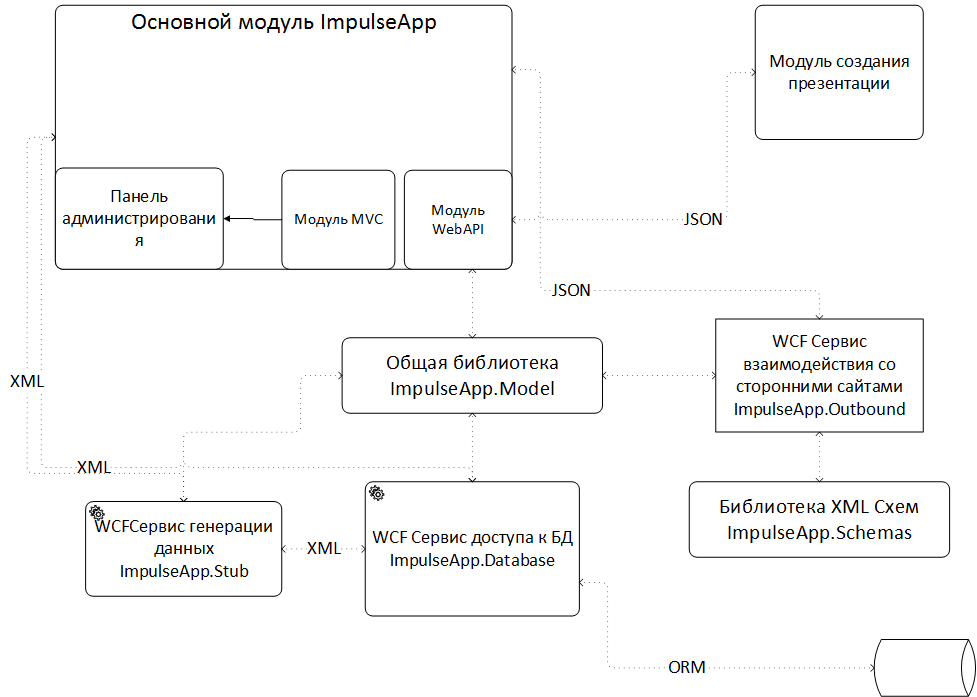 Основной модуль ImpulseApp
Модуль создания
презентации
Панель
администрировани
я
Модуль MVC
Модуль
WebAPI
JSON
JSON
WCF Сервис
взаимодействия со
сторонними сайтами
ImpulseApp.Outbound
Общая библиотека
ImpulseApp.Model
XML
XML
WCFСервис генерации
данных
ImpulseApp.Stub
XML
WCF Сервис доступа к БД
ImpulseApp.Database
Библиотека XML Схем
ImpulseApp.Schemas
ORM